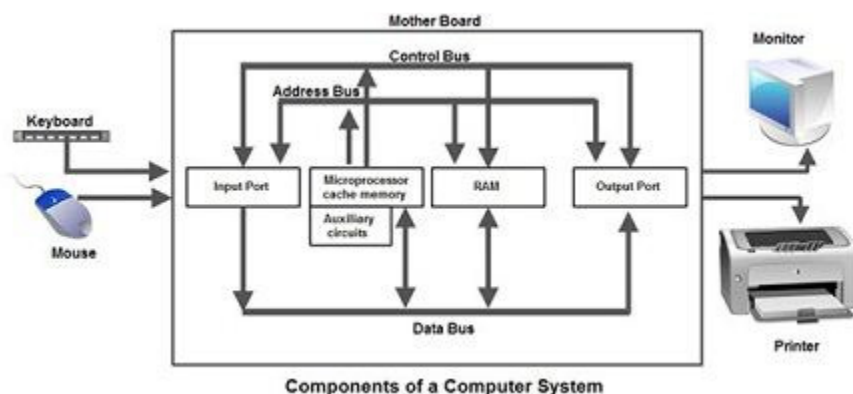 Mother Board
Control Bus
Address Bus
Monitor
Keyboard
Mouse
Input Port
Microprocessor
cache memory
Auxiliary
circuits
RAM
Output Port
Data Bus
Printer
Components of a Computer System